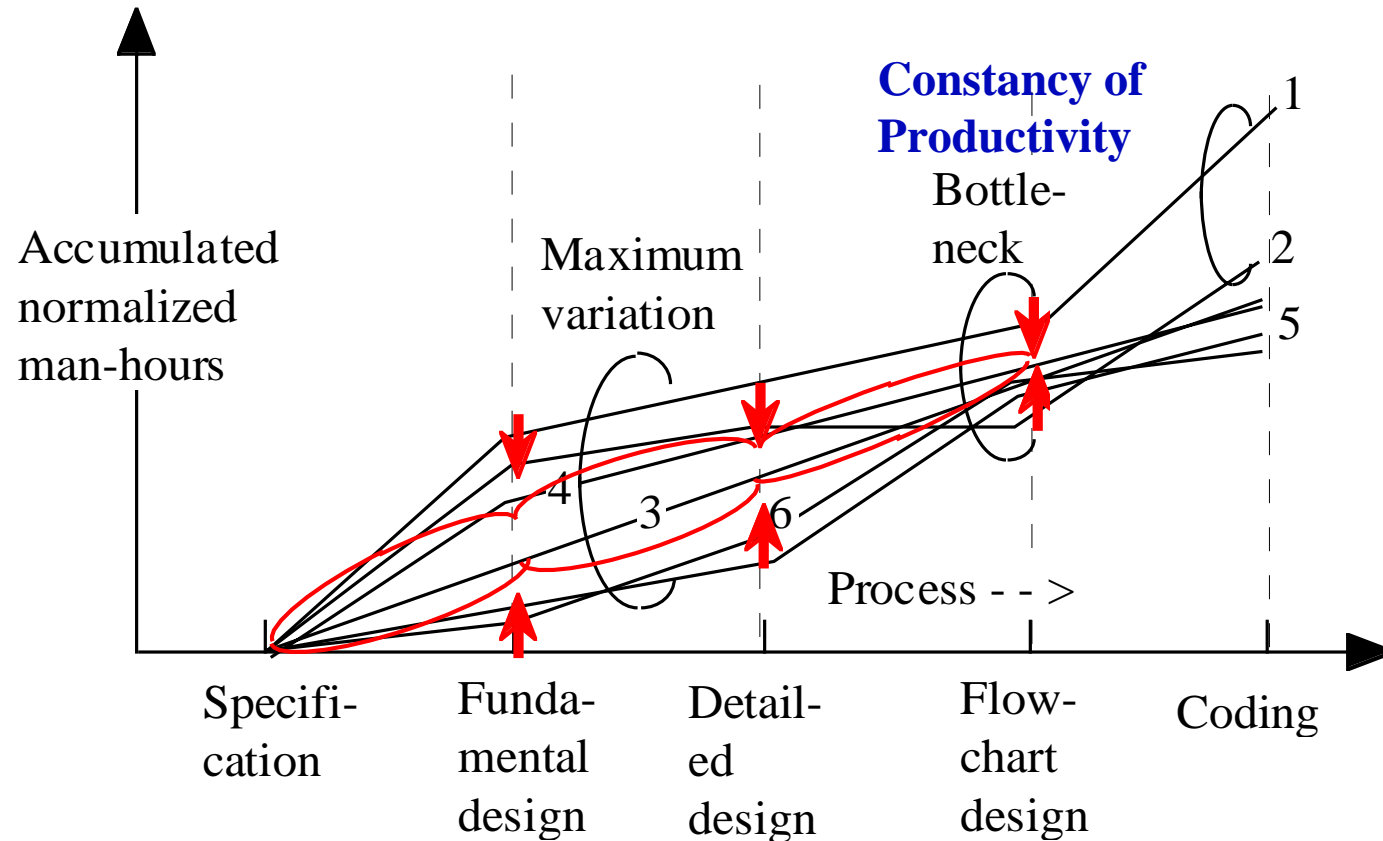 Constancy of
Productivity
Bottle-
neck
1
2
5
Accumulated
normalized
man-hours
Maximum
variation
4
3
6
Process - - >
Specifi-
cation
Funda-
mental
design
Detail-
ed
design
Flow-
chart
design
Coding